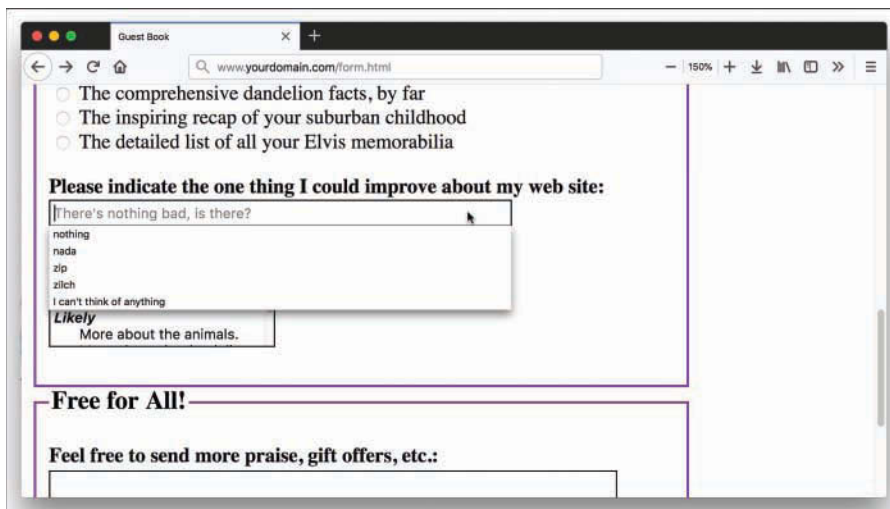 Guest Book
www.yourdomain.com/form.html
150%
The comprehensive dandelion facts, by far
The inspiring recap of your suburban childhood
The detailed list of all your Elvis memorabilia
Please indicate the one thing I could improve about my web site:
There's nothing bad, is there?
nothing
nada
zip
zilch
I can't think of anything
Likely
More about the animals.
Free for All!
Feel free to send more praise, gift offers, etc.: